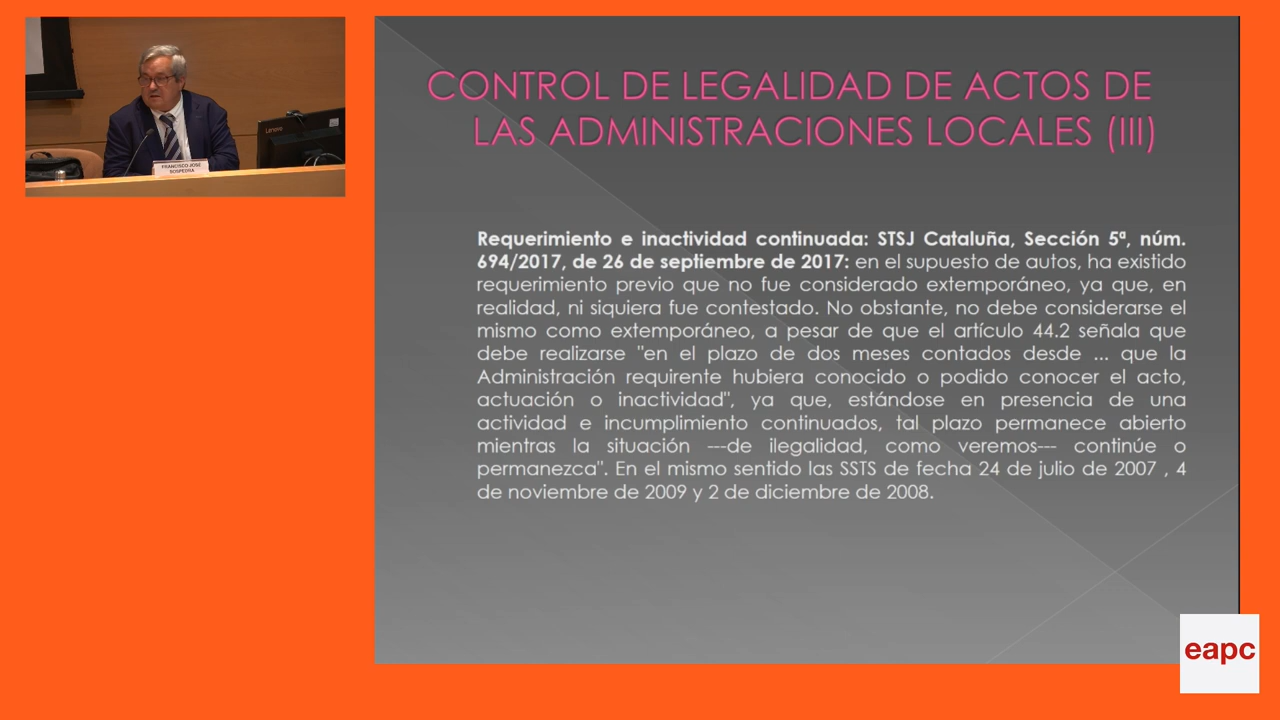 Lenovo
FRANCISCO JOSÉ
SOSPEDRA
CONTROL DE LEGALIDAD DE ACTOS DE
LAS ADMINISTRACIONES LOCALES (III)
Requerimiento e inactividad continuada: STSJ Cataluña, Sección 5ª, núm.
694/2017, de 26 de septiembre de 2017: en el supuesto de autos, ha existido
requerimiento previo que no fue considerado extemporáneo, ya que, en
realidad, ni siquiera fue contestado. No obstante, no debe considerarse el
mismo como extemporáneo, a pesar de que el artículo 44.2 señala que
debe realizarse "en el plazo de dos meses contados desde ... que la
Administración requirente hubiera conocido o podido conocer el acto,
actuación o inactividad", ya que, estándose en presencia de una
actividad e incumplimiento continuados, tal plazo permanece abierto
mientras la situación ---de ilegalidad, como veremos--- continúe o
permanezca". En el mismo sentido las SSTS de fecha 24 de julio de 2007 , 4
de noviembre de 2009 y 2 de diciembre de 2008.
eapc